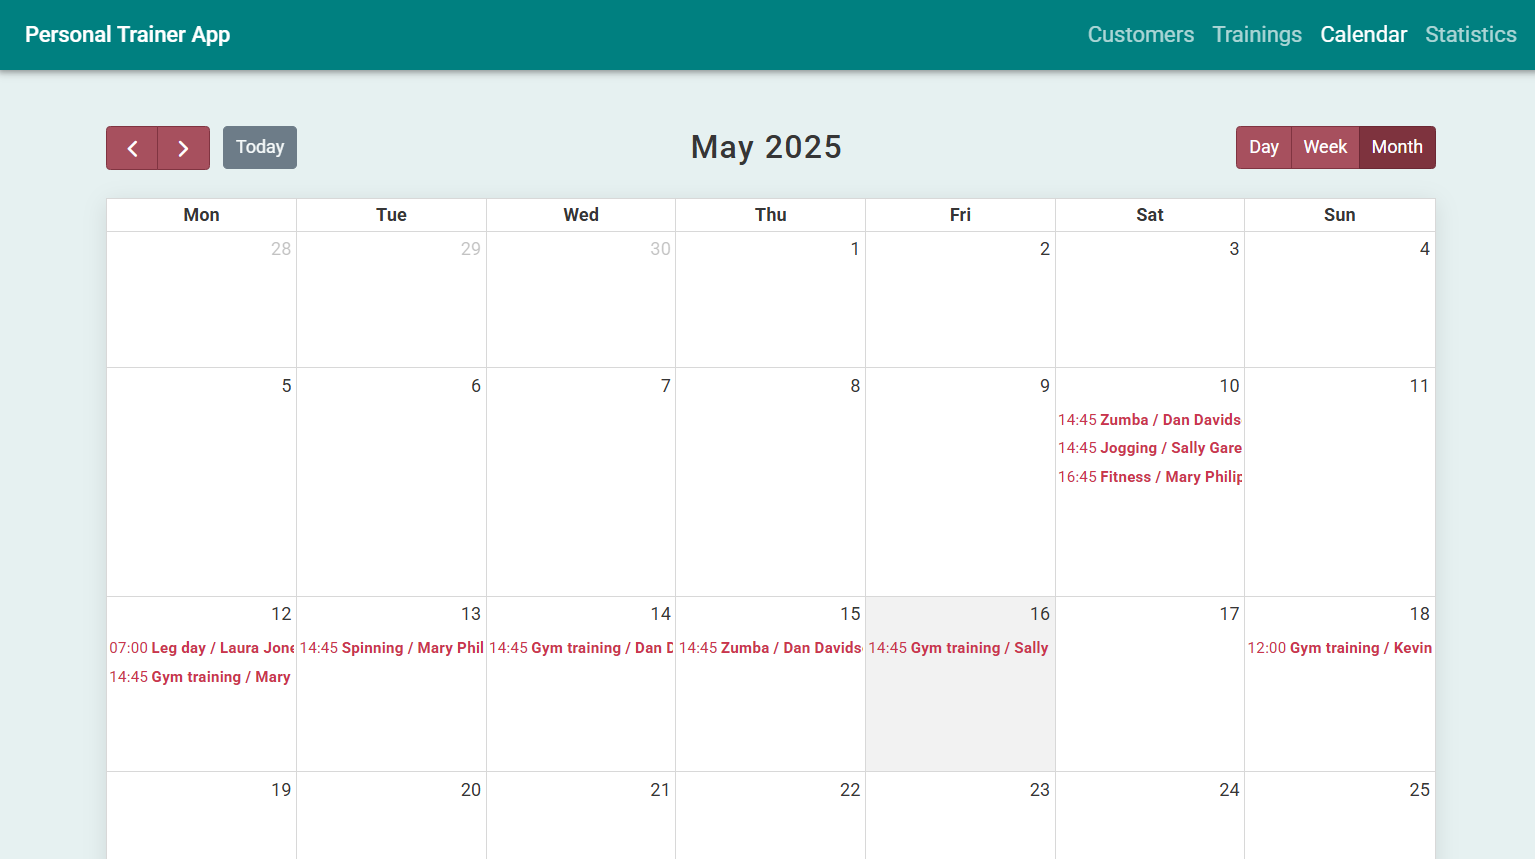 Personal Trainer App Customers Trainings Calendar Statistics
Today May 2025 Day Week Month
Mon Tue Wed Thu Fri Sat Sun
28 29 30 1 2 3 4
5 6 7 8 9 10 11
14:45 Zumba / Dan Davids
14:45 Jogging / Sally Gare
16:45 Fitness / Mary Philip
12 13 14 15 16 17 18
07:00 Leg day / Laura Jone 14:45 Spinning / Mary Phil 14:45 Gym training / Dan D 14:45 Zumba / Dan Davids 14:45 Gym training / Sally 12:00 Gym training / Kevin
14:45 Gym training / Mary
19 20 21 22 23 24 25